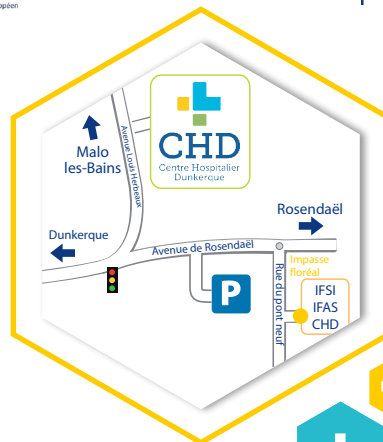 opéen
Avenue Louis Herbeaux
Malo
les-Bains
CHD
Centre Hospitalier
Dunkerque
Rosendaël
Dunkerque
Avenue de Rosendaël
Impasse
floréal
P
Rue du pont neuf
IFSI
IFAS
CHD